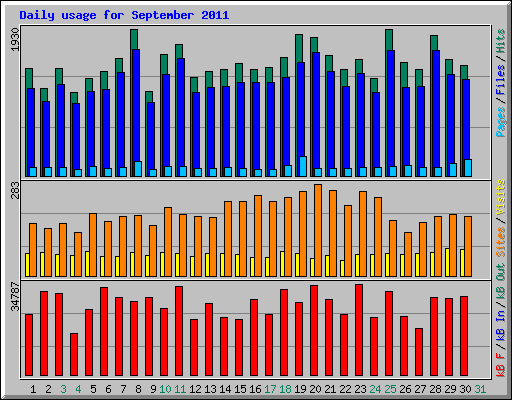 Daily usage for September 2011
1930
Pages / Files / Hits
283
Sites / Visits
34787
kB F / kB In / kB Out
1 2 3 4 5 6 7 8 9 10 11 12 13 14 15 16 17 18 19 20 21 22 23 24 25 26 27 28 29 30 31